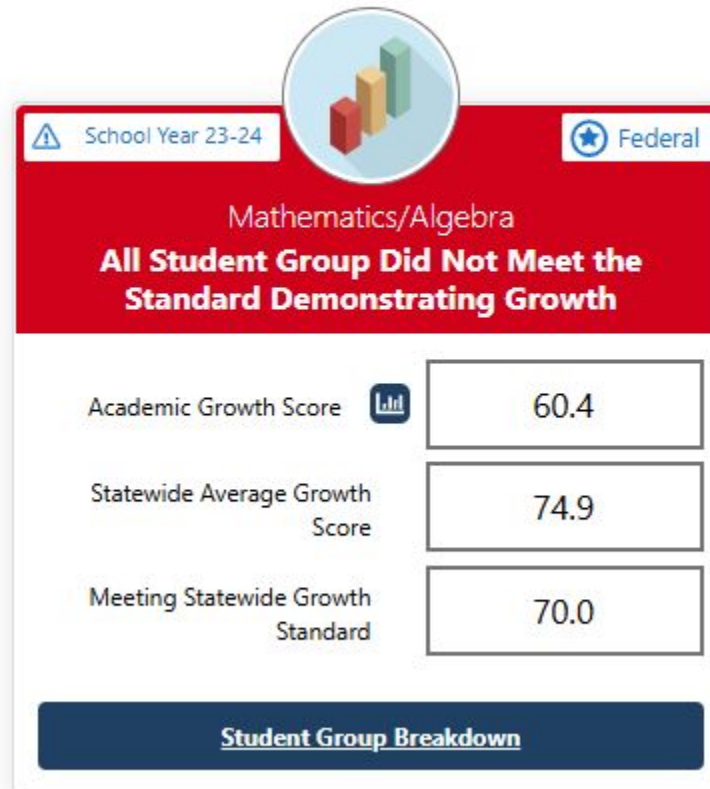 School Year 23-24
Federal
Mathematics/Algebra
All Student Group Did Not Meet the
Standard Demonstrating Growth
Academic Growth Score
60.4
Statewide Average Growth
Score
74.9
Meeting Statewide Growth
Standard
70.0
Student Group Breakdown